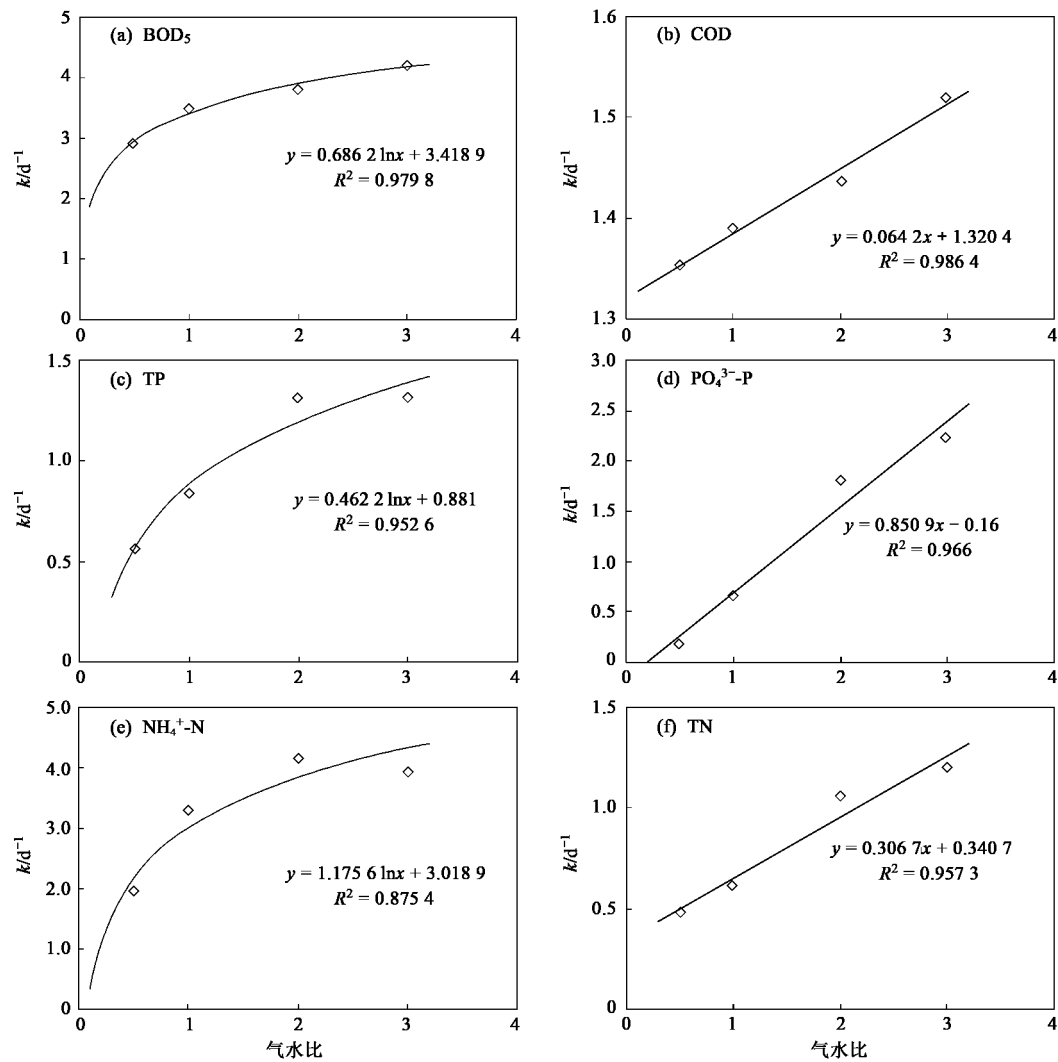 (a) BOD₅
5
4
3
2
1
0
k/d⁻¹
y = 0.686 2 lnx + 3.418 9
R² = 0.979 8
0 1 2 3 4
(b) COD
1.6
1.5
1.4
1.3
k/d⁻¹
y = 0.064 2x + 1.320 4
R² = 0.986 4
0 1 2 3 4
(c) TP
1.5
1.0
0.5
0
k/d⁻¹
y = 0.462 2 lnx + 0.881
R² = 0.952 6
0 1 2 3 4
(d) PO₄³⁻-P
3.0
2.5
2.0
1.5
1.0
0.5
0
k/d⁻¹
y = 0.850 9x − 0.16
R² = 0.966
0 1 2 3 4
(e) NH₄⁺-N
5.0
4.0
3.0
2.0
1.0
0
k/d⁻¹
y = 1.175 6 lnx + 3.018 9
R² = 0.875 4
0 1 2 3 4
气水比
(f) TN
1.5
1.0
0.5
0
k/d⁻¹
y = 0.306 7x + 0.340 7
R² = 0.957 3
0 1 2 3 4
气水比